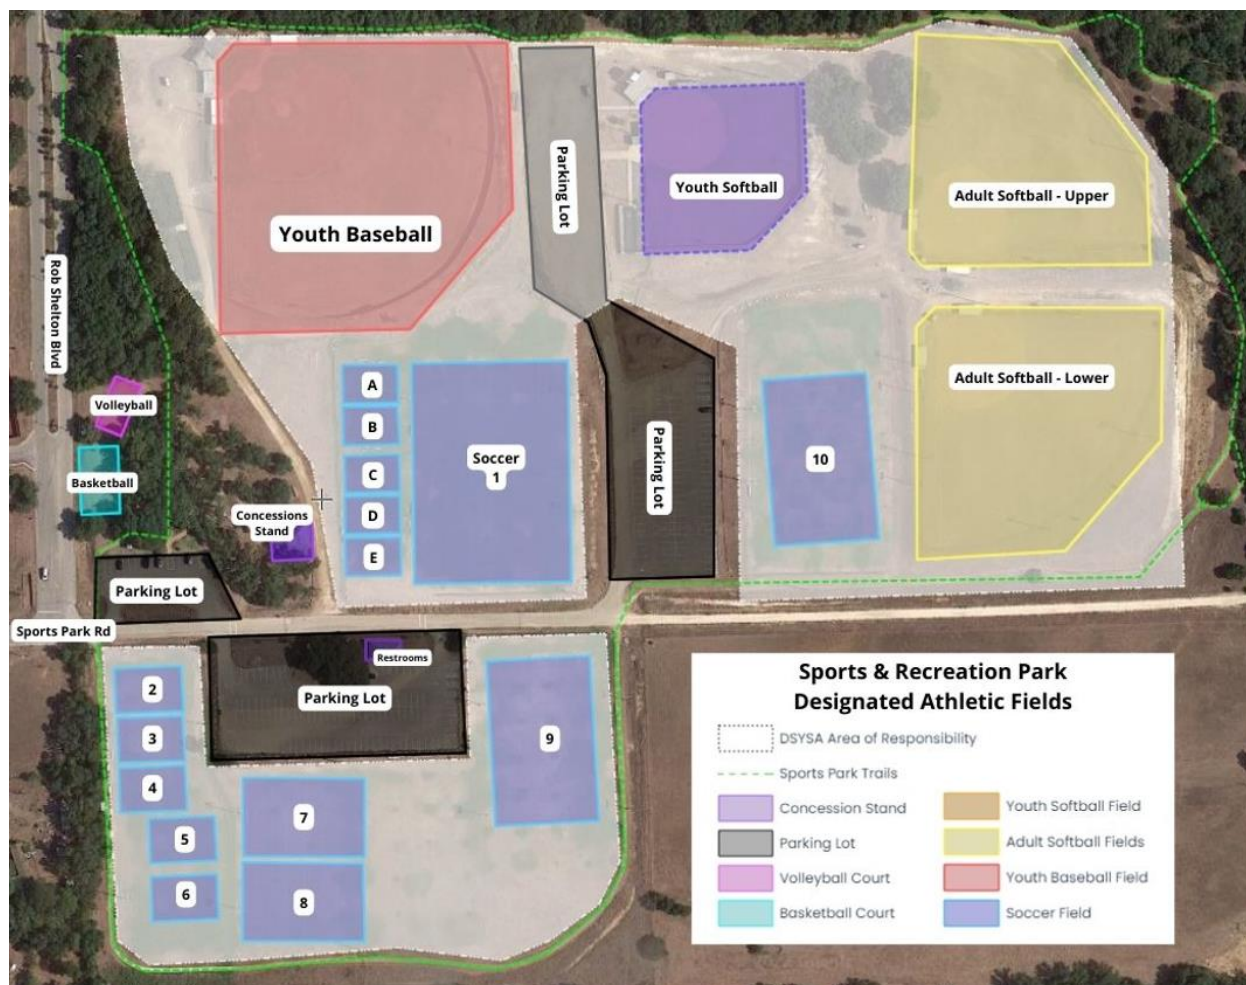 Youth Baseball
Parking Lot
Youth Softball
Adult Softball - Upper
Rob Shelton Blvd
Volleyball
Basketball
Concessions
Stand
A
B
C
D
E
Soccer
1
Parking Lot
10
Adult Softball - Lower
Parking Lot
Sports Park Rd
Restrooms
Parking Lot
2
3
4
5
6
7
8
9
Sports & Recreation Park
Designated Athletic Fields
DSYSA Area of Responsibility
Sports Park Trails
Concession Stand
Parking Lot
Volleyball Court
Basketball Court
Youth Softball Field
Adult Softball Fields
Youth Baseball Field
Soccer Field